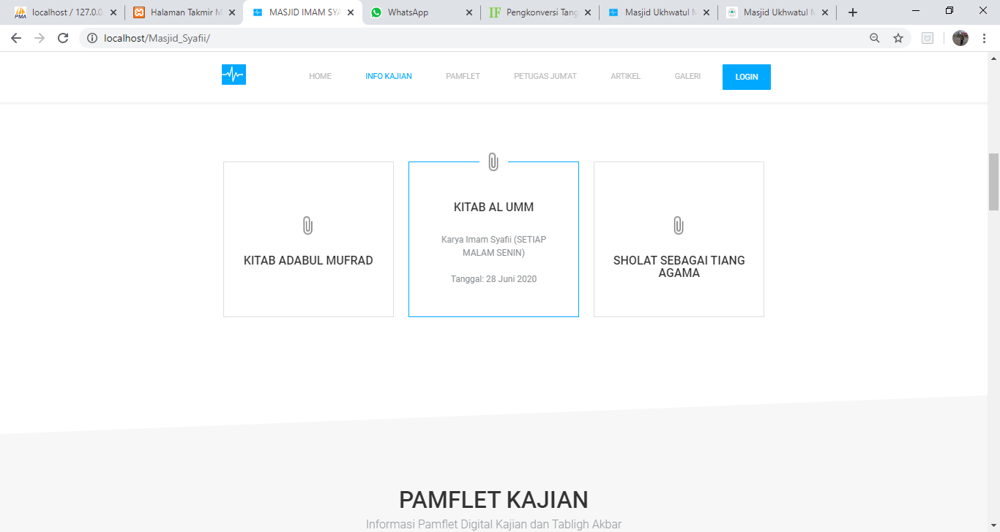 localhost / 127.0.0.
Halaman Takmir M
MASJID IMAM SYA
WhatsApp
Pengkonversi Tang
Masjid Ukhwatul M
Masjid Ukhwatul M
localhost/Masjid_Syafii/
HOME
INFO KAJIAN
PAMFLET
PETUGAS JUM'AT
ARTIKEL
GALERI
LOGIN
KITAB ADABUL MUFRAD
KITAB AL UMM
Karya Imam Syafii (SETIAP
MALAM SENIN)
Tanggal: 28 Juni 2020
SHOLAT SEBAGAI TIANG
AGAMA
PAMFLET KAJIAN
Informasi Pamflet Digital Kajian dan Tabligh Akbar